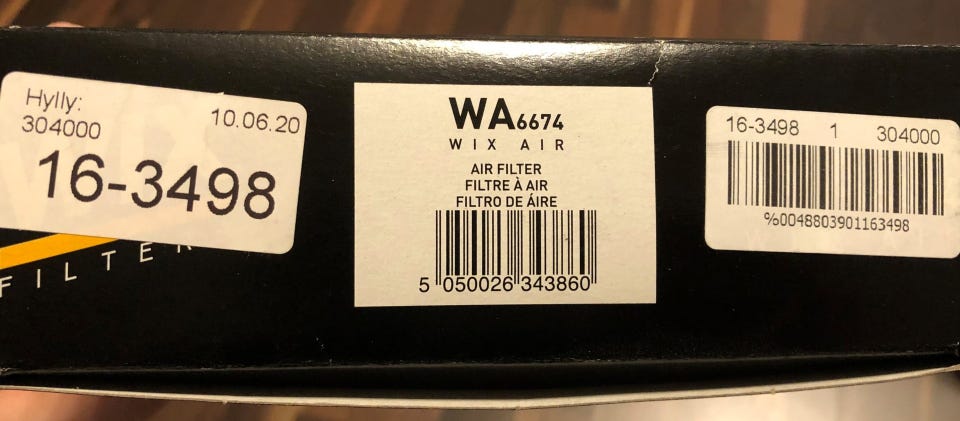 Hylly:
304000
10.06.20
16-3498
FILTER
WA6674
WIX AIR
AIR FILTER
FILTRE À AIR
FILTRO DE ÁIRE
5 050026 343860
16-3498 1 304000
%0048803901163498